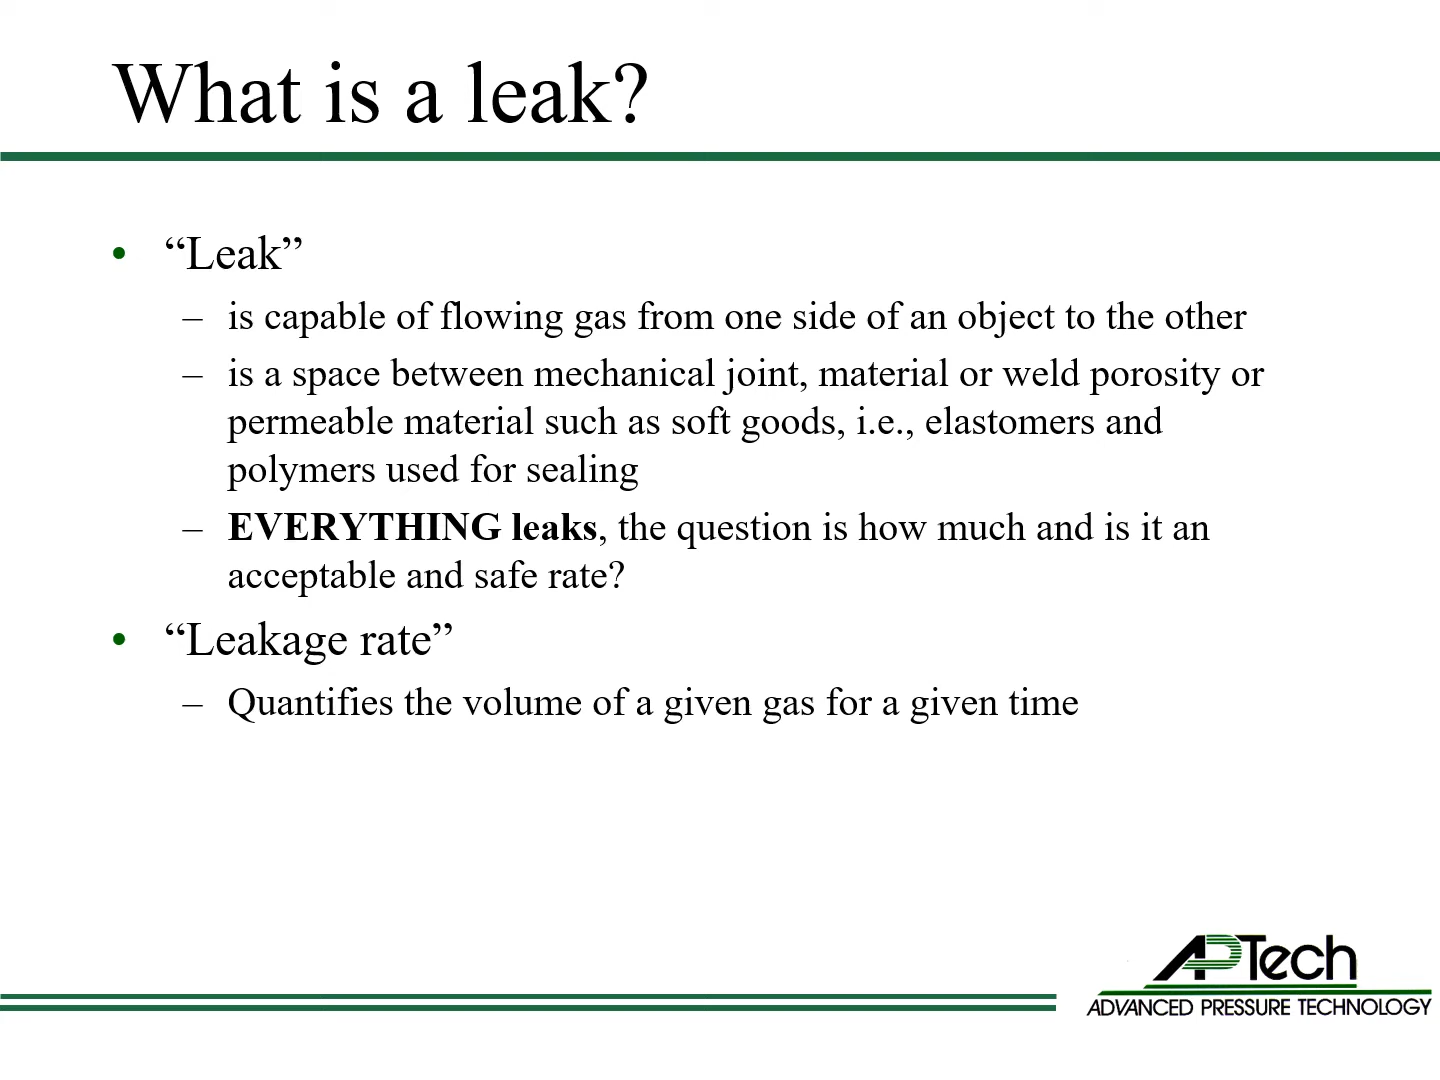 What is a leak?
• “Leak”
– is capable of flowing gas from one side of an object to the other
– is a space between mechanical joint, material or weld porosity or
permeable material such as soft goods, i.e., elastomers and
polymers used for sealing
– EVERYTHING leaks, the question is how much and is it an
acceptable and safe rate?
• “Leakage rate”
– Quantifies the volume of a given gas for a given time
APTech
ADVANCED PRESSURE TECHNOLOGY